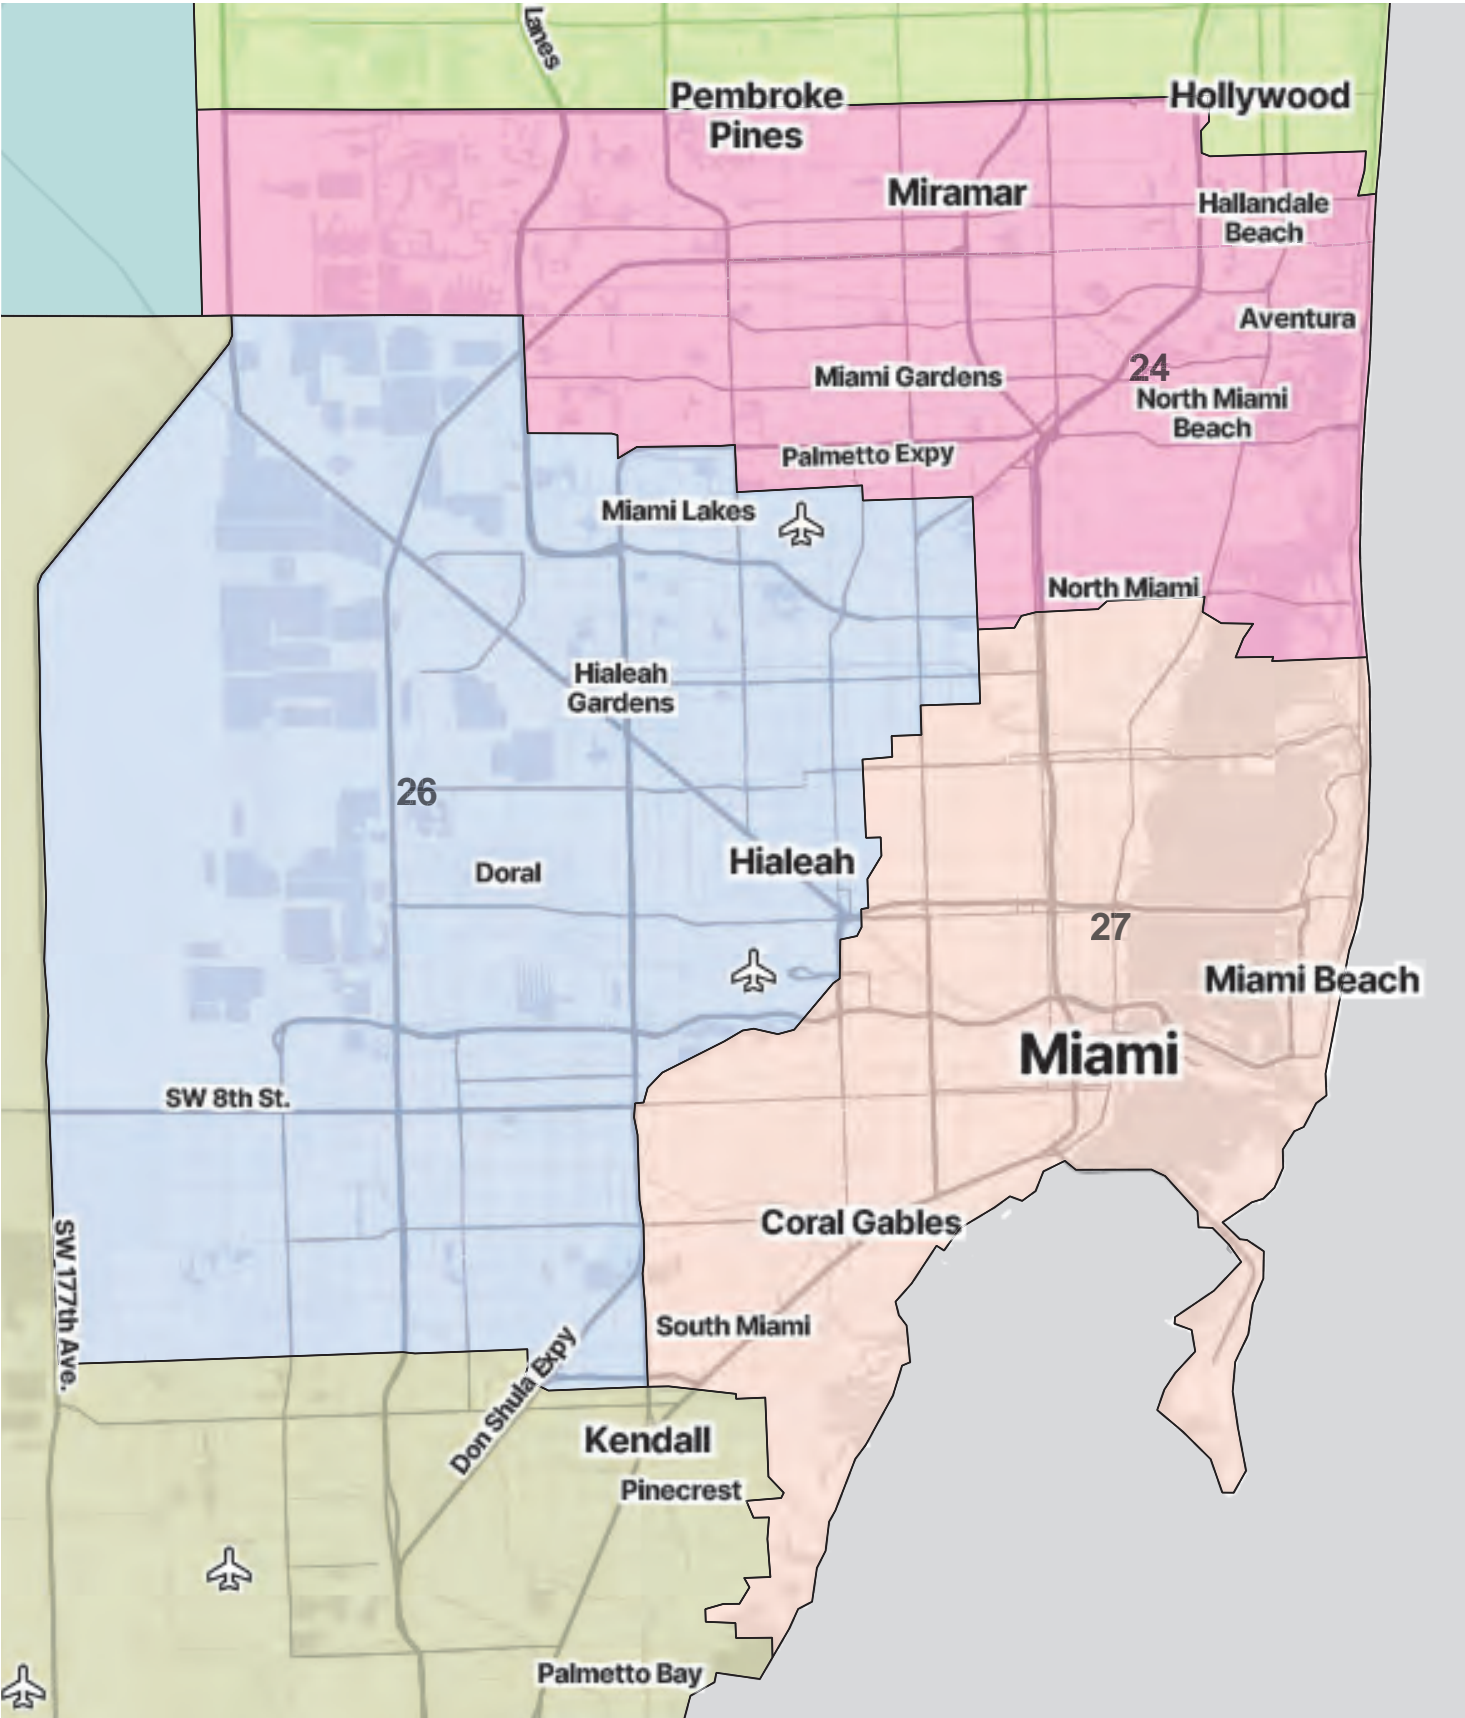 Lanes
Pembroke
Pines
Hollywood
Miramar
Hallandale
Beach
Aventura
24
Miami Gardens
North Miami
Beach
Palmetto Expy
Miami Lakes
North Miami
Hialeah
Gardens
26
Doral
Hialeah
27
Miami Beach
Miami
SW 8th St.
Coral Gables
SW 177th Ave.
South Miami
Don Shula Expy
Kendall
Pinecrest
Palmetto Bay